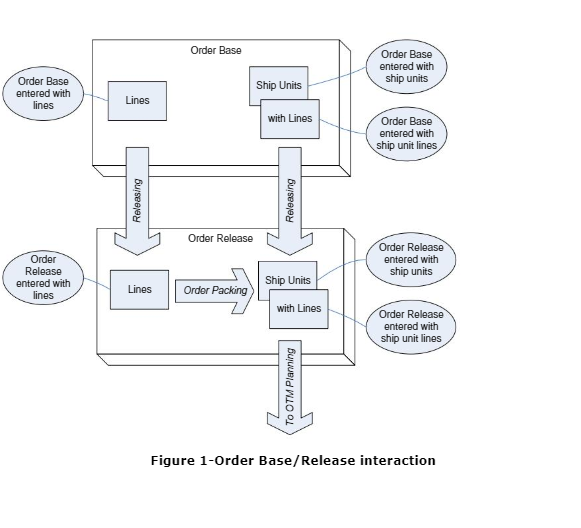 Order Base
Order Base
entered with
lines
Lines
Ship Units
with Lines
Order Base
entered with
ship units
Order Base
entered with
ship unit lines
Releasing
Releasing
Order Release
Order
Release
entered with
lines
Lines
Order Packing
Ship Units
with Lines
Order Release
entered with
ship units
Order Release
entered with
ship unit lines
To OTM Planning
Figure 1-Order Base/Release interaction